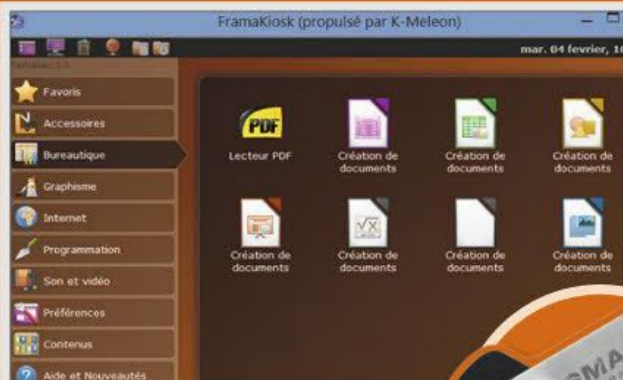 FramaKiosk (propulsé par K-Meleon)
mar. 04 fevrier, 16
Favoris
Accessoires
Bureautique
Graphisme
Internet
Programmation
Son et vidéo
Préférences
Contenus
Aide et Nouveautés
PDF
Lecteur PDF
Création de
documents
Création de
documents
Création de
documents
Création de
documents
Création de
documents
Création de
documents
Création de
documents